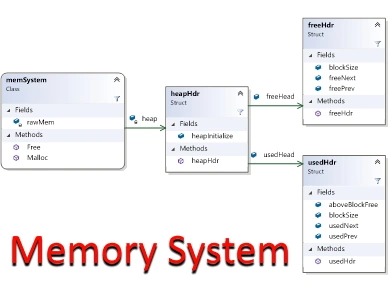 memSystem
Class
Fields
rawMem
Methods
Free
Malloc
heap
heapHdr
Struct
Fields
heapInitialize
Methods
heapHdr
freeHead
usedHead
freeHdr
Struct
Fields
blockSize
freeNext
freePrev
Methods
freeHdr
usedHdr
Struct
Fields
aboveBlockFree
blockSize
usedNext
usedPrev
Methods
usedHdr
Memory System